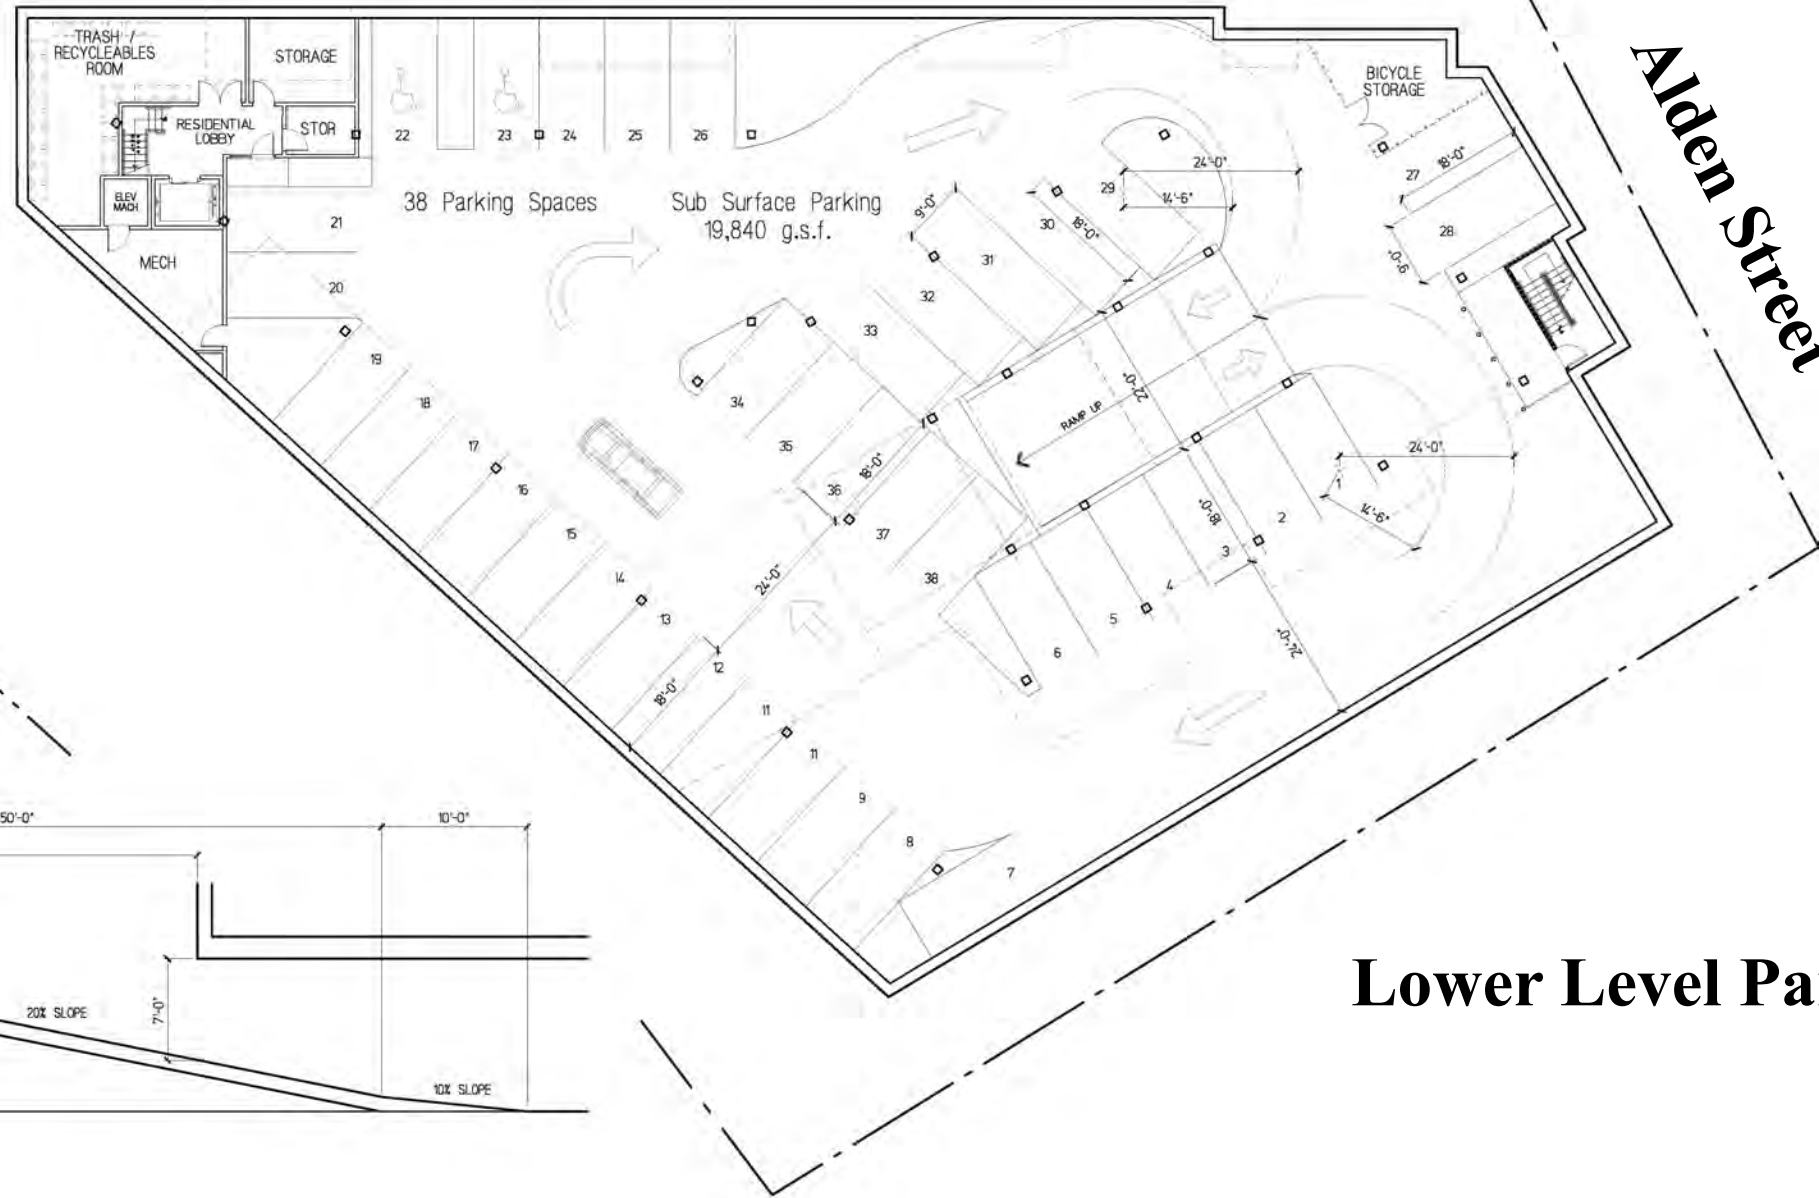 TRASH /
RECYCLEABLES
ROOM
STORAGE
RESIDENTIAL
LOBBY
STOR
ELEV
MACH
MECH
22
23
24
25
26
38 Parking Spaces
Sub Surface Parking
19,840 g.s.f.
BICYCLE
STORAGE
Alden Street
21
20
19
18
17
16
15
14
13
12
18'-0"
11
11
9
8
7
24'-0"
9'-0"
29
24'-0"
14'-6"
30
18'-0"
31
32
33
34
35
36
18'-0"
37
38
27
18'-0"
28
9'-0"
RAMP UP
22'-0"
24'-0"
1
14'-9"
2
18'-0"
3
4
5
6
24'-0"
50'-0"
10'-0"
7'-0"
20% SLOPE
10% SLOPE
Lower Level Pa